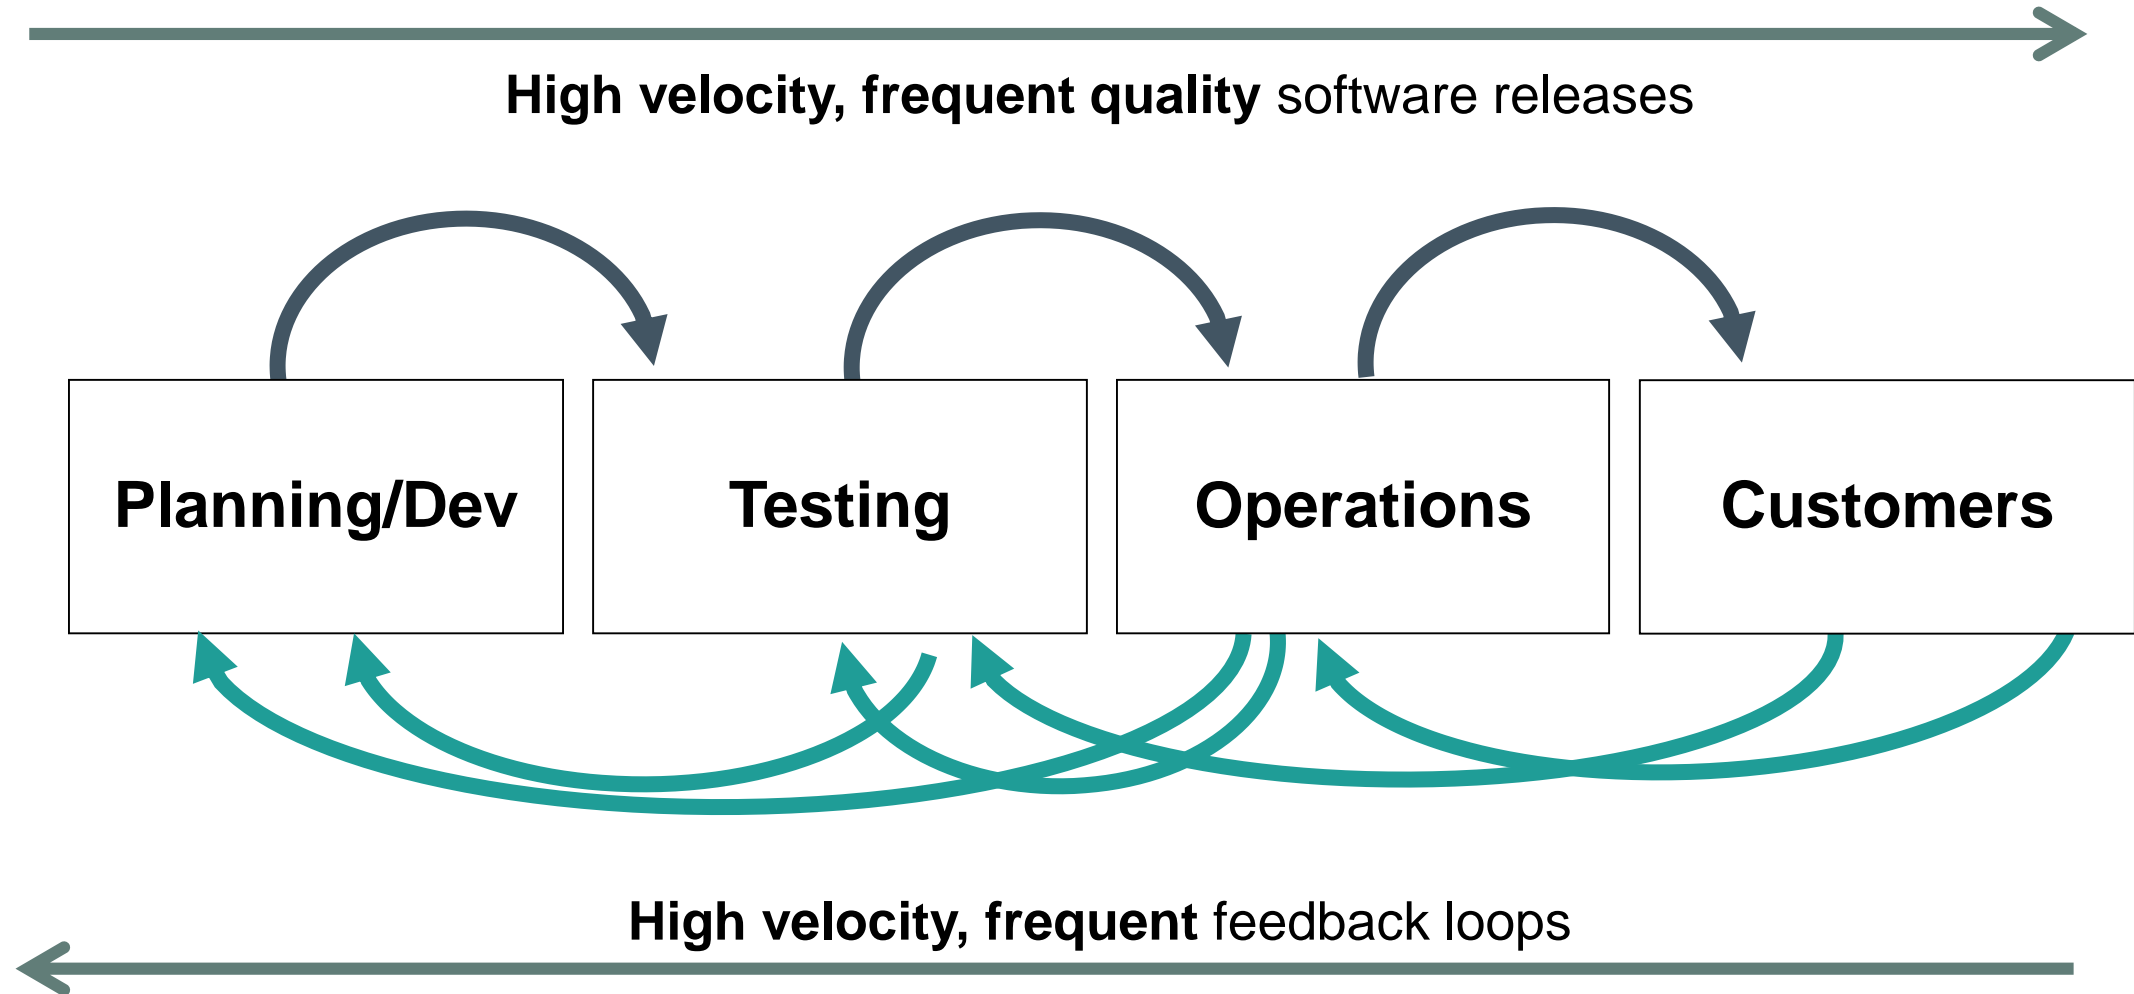 High velocity, frequent quality software releases
Planning/Dev
Testing
Operations
Customers
High velocity, frequent feedback loops